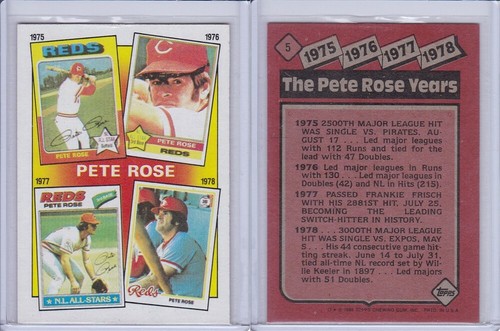 1975
1976
REDS
N.L. ALL STAR
PETE ROSE
PETE ROSE
REDS
PETE ROSE
1977
1978
REDS
PETE ROSE
N.L. ALL-STARS
Reds
PETE ROSE
5
1975
1976
1977
1978
The Pete Rose Years
1975 2500TH MAJOR LEAGUE HIT
WAS SINGLE VS. PIRATES, AUGUST 17 . . . Led major leagues
with 112 Runs and tied for the
lead with 47 Doubles.
1976 Led major leagues in Runs
with 130 . . . Led major leagues in
Doubles (42) and NL in Hits (215).
1977 PASSED FRANKIE FRISCH
WITH HIS 2881ST HIT, JULY 25,
BECOMING THE LEADING
SWITCH-HITTER IN HISTORY.
1978 . . . 3000TH MAJOR LEAGUE
HIT WAS SINGLE VS. EXPOS, MAY
5 . . . His 44 consecutive game hitting streak, June 14 to July 31,
tied all-time NL record set by Willie Keeler in 1897 . . . Led majors
with 51 Doubles.
Topps